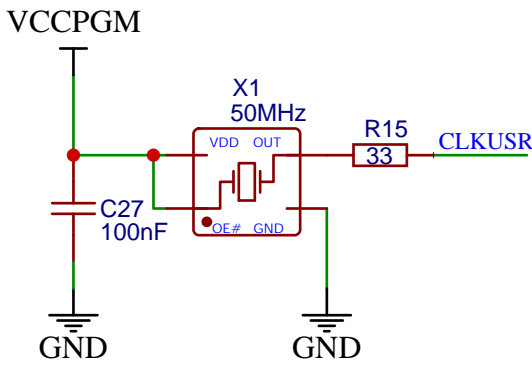 VCCPGM
X1
50MHz
VDD OUT
R15
33
CLKUSR
C27
100nF
OE# GND
GND
GND